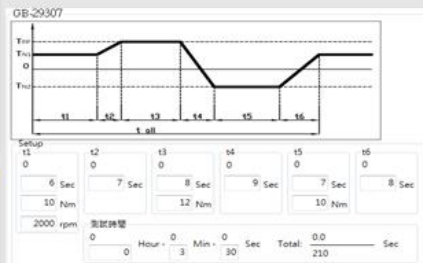 GB-29307
TPP
TN1
0
TN2
t1 t2 t3 t4 t5 t6
t all
Setup
t1 t2 t3 t4 t5 t6
0 0 0 0 0 0
6 Sec 7 Sec 8 Sec 9 Sec 7 Sec 8 Sec
10 Nm 12 Nm 10 Nm
2000 rpm
測試時間
0 0 0 0.0
0 Hour - 3 Min - 30 Sec Total: 210 Sec